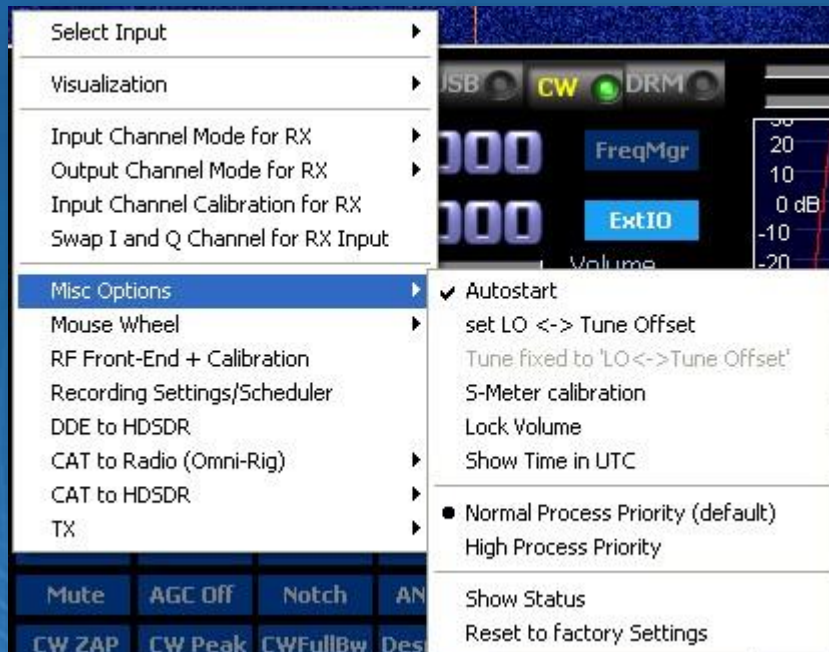 Select Input
Visualization
Input Channel Mode for RX
Output Channel Mode for RX
Input Channel Calibration for RX
Swap I and Q Channel for RX Input
Misc Options
Mouse Wheel
RF Front-End + Calibration
Recording Settings/Scheduler
DDE to HDSDR
CAT to Radio (Omni-Rig)
CAT to HDSDR
TX
CW DRM
FreqMgr
ExtIO
Volume
20
10
0 dB
-10
-20
Autostart
set LO <-> Tune Offset
Tune fixed to 'LO<->Tune Offset'
S-Meter calibration
Lock Volume
Show Time in UTC
Normal Process Priority (default)
High Process Priority
Show Status
Reset to factory Settings
Mute AGC Off Notch
CW ZAP CW Peak CWFullBw